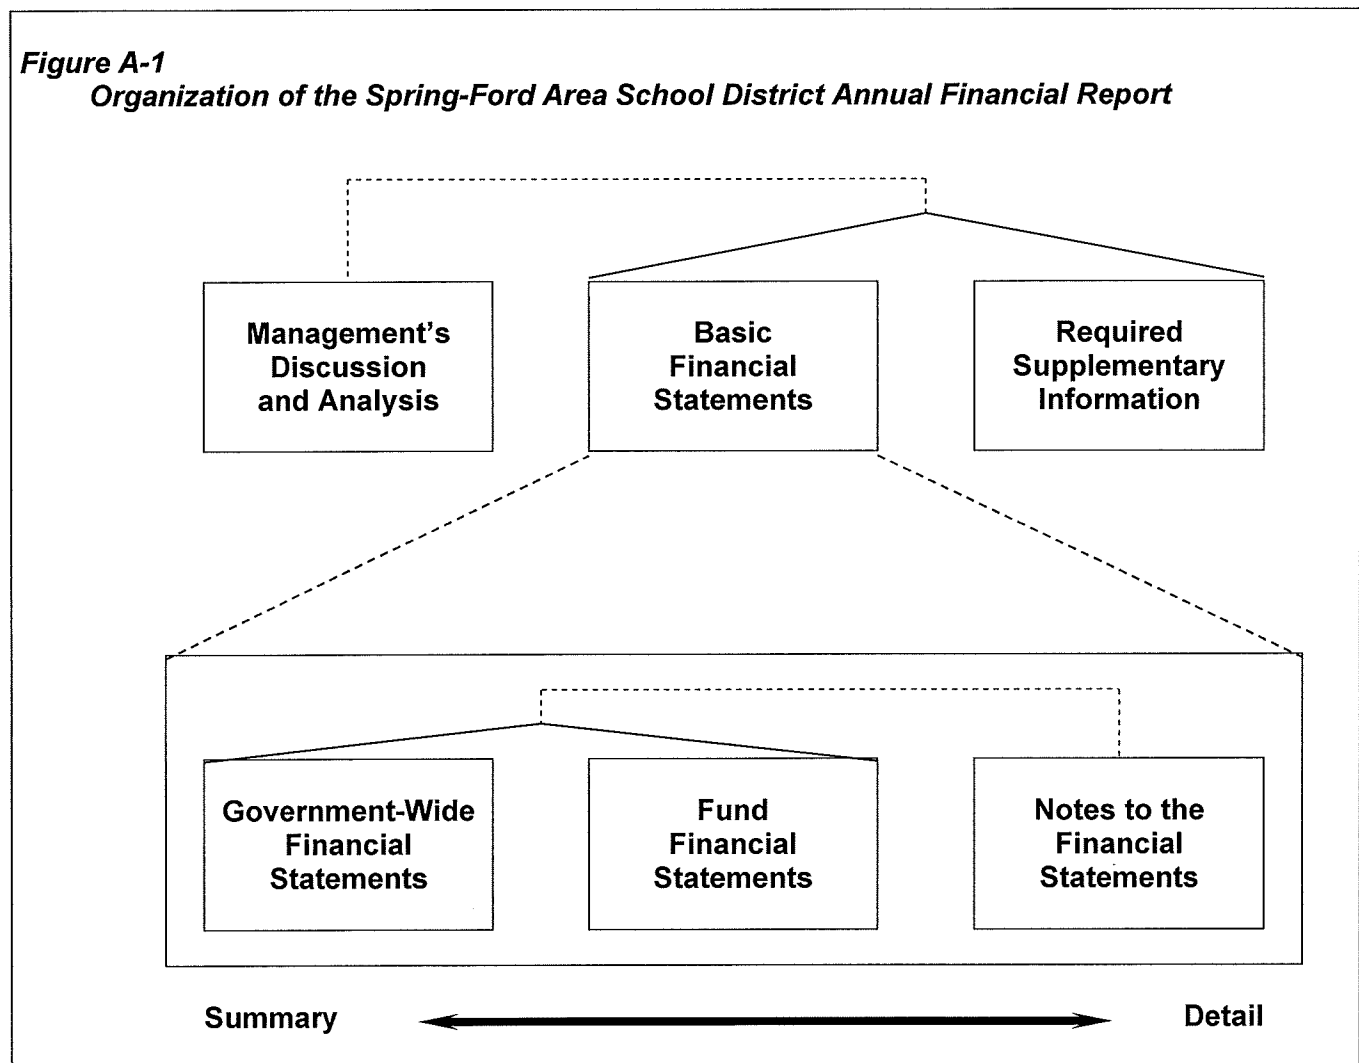 Figure A-1
Organization of the Spring-Ford Area School District Annual Financial Report
Management’s
Discussion
and Analysis
Basic
Financial
Statements
Required
Supplementary
Information
Government-Wide
Financial
Statements
Fund
Financial
Statements
Notes to the
Financial
Statements
Summary
Detail